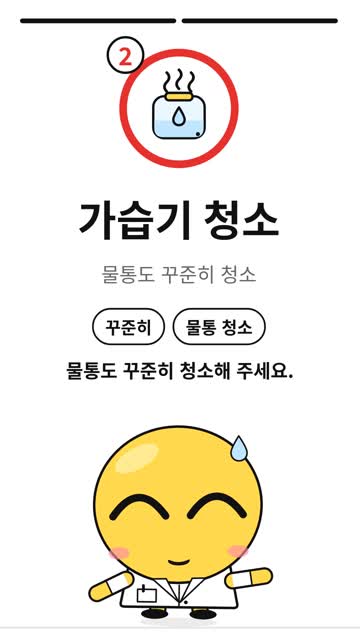 2
가습기 청소
물통도 꾸준히 청소
꾸준히 물통 청소
물통도 꾸준히 청소해 주세요.